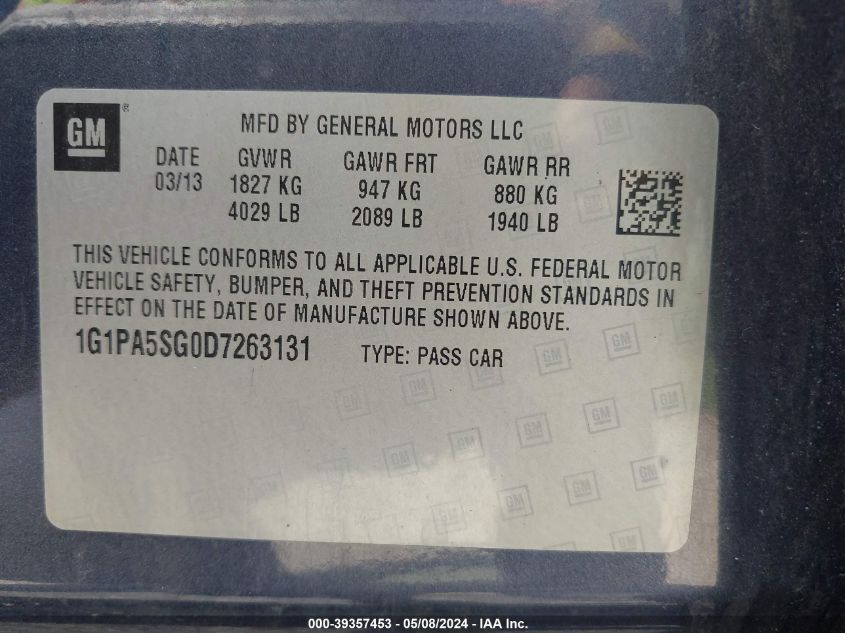 GM ®
MFD BY GENERAL MOTORS LLC
DATE GVWR GAWR FRT GAWR RR
03/13 1827 KG 947 KG 880 KG
4029 LB 2089 LB 1940 LB
THIS VEHICLE CONFORMS TO ALL APPLICABLE U.S. FEDERAL MOTOR
VEHICLE SAFETY, BUMPER, AND THEFT PREVENTION STANDARDS IN
EFFECT ON THE DATE OF MANUFACTURE SHOWN ABOVE.
1G1PA5SG0D7263131 TYPE: PASS CAR
000-39357453 - 05/08/2024 - IAA Inc.